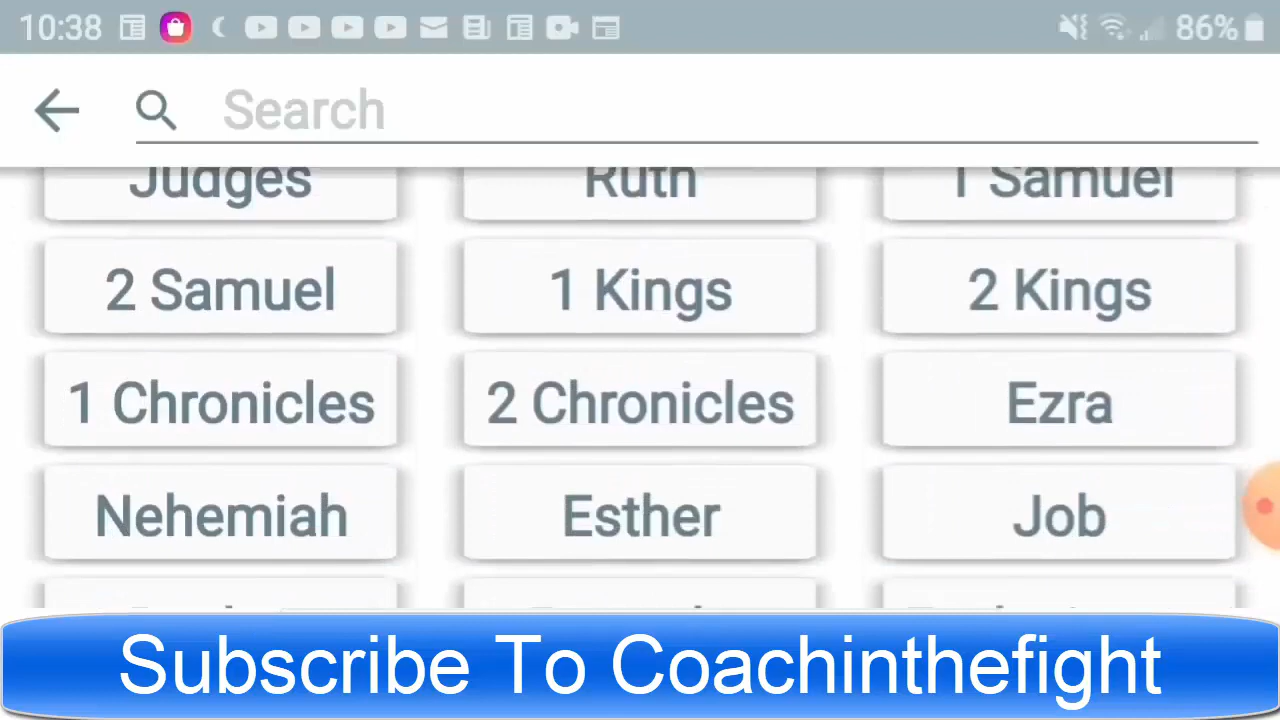 10:38 86%
Search
Judges Ruth 1 Samuel
2 Samuel 1 Kings 2 Kings
1 Chronicles 2 Chronicles Ezra
Nehemiah Esther Job
Subscribe To Coachinthefight